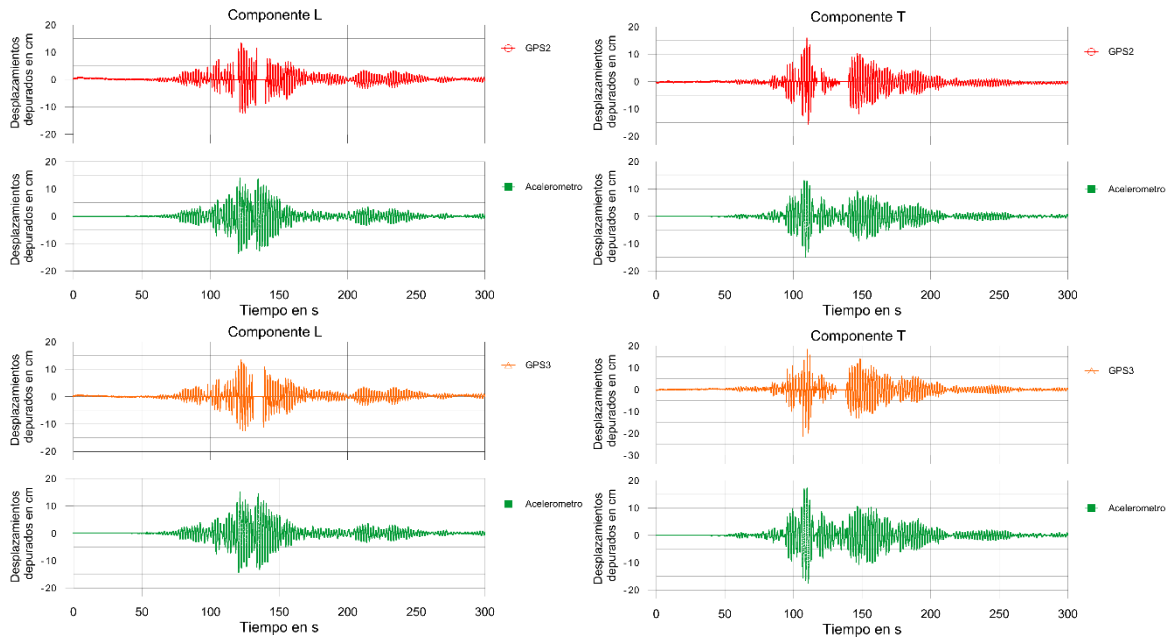 Componente L
Desplazamientos
depurados en cm
20
10
0
-10
-20
GPS2
Desplazamientos
depurados en cm
20
10
0
-10
-20
Acelerometro
0 50 100 150 200 250 300
Tiempo en s
Componente T
Desplazamientos
depurados en cm
20
10
0
-10
-20
GPS2
Desplazamientos
depurados en cm
20
10
0
-10
-20
Acelerometro
0 50 100 150 200 250 300
Tiempo en s
Componente L
Desplazamientos
depurados en cm
20
10
0
-10
-20
GPS3
Desplazamientos
depurados en cm
20
10
0
-10
-20
Acelerometro
0 50 100 150 200 250 300
Tiempo en s
Componente T
Desplazamientos
depurados en cm
20
10
0
-10
-20
-30
GPS3
Desplazamientos
depurados en cm
20
10
0
-10
-20
Acelerometro
0 50 100 150 200 250 300
Tiempo en s